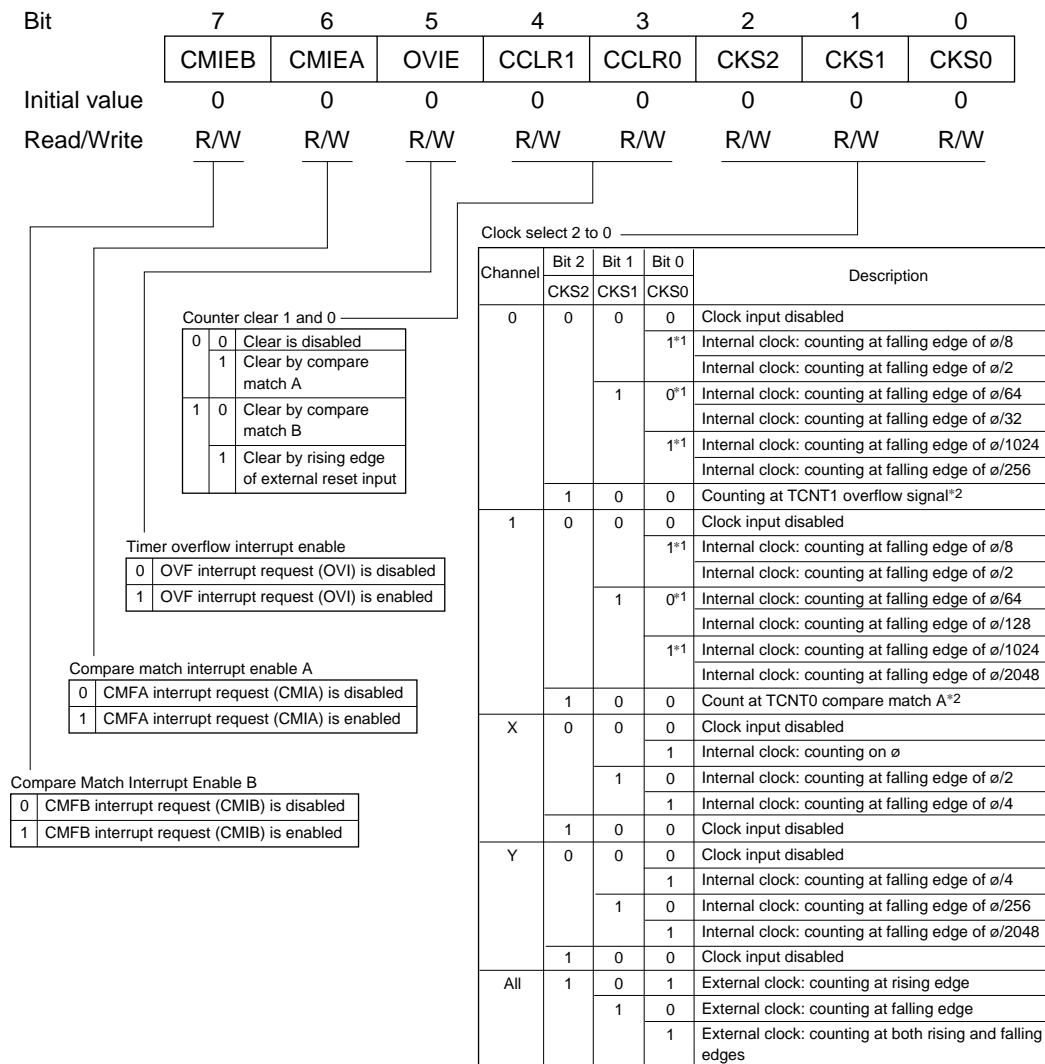 Bit 7 6 5 4 3 2 1 0
CMIEB CMIEA OVIE CCLR1 CCLR0 CKS2 CKS1 CKS0
Initial value 0 0 0 0 0 0 0 0
Read/Write R/W R/W R/W R/W R/W R/W R/W R/W
Counter clear 1 and 0
0 0 Clear is disabled
1 Clear by compare
match A
1 0 Clear by compare
match B
1 Clear by rising edge
of external reset input
Timer overflow interrupt enable
0 OVF interrupt request (OVI) is disabled
1 OVF interrupt request (OVI) is enabled
Compare match interrupt enable A
0 CMFA interrupt request (CMIA) is disabled
1 CMFA interrupt request (CMIA) is enabled
Compare Match Interrupt Enable B
0 CMFB interrupt request (CMIB) is disabled
1 CMFB interrupt request (CMIB) is enabled
Clock select 2 to 0
Channel Bit 2 Bit 1 Bit 0 Description
CKS2 CKS1 CKS0
0 0 0 0 Clock input disabled
1*1 Internal clock: counting at falling edge of ø/8
Internal clock: counting at falling edge of ø/2
1 0*1 Internal clock: counting at falling edge of ø/64
Internal clock: counting at falling edge of ø/32
1*1 Internal clock: counting at falling edge of ø/1024
Internal clock: counting at falling edge of ø/256
1 0 0 Counting at TCNT1 overflow signal*2
1 0 0 0 Clock input disabled
1*1 Internal clock: counting at falling edge of ø/8
Internal clock: counting at falling edge of ø/2
1 0*1 Internal clock: counting at falling edge of ø/64
Internal clock: counting at falling edge of ø/128
1*1 Internal clock: counting at falling edge of ø/1024
Internal clock: counting at falling edge of ø/2048
1 0 0 Count at TCNT0 compare match A*2
X 0 0 0 Clock input disabled
1 Internal clock: counting on ø
1 0 Internal clock: counting at falling edge of ø/2
1 Internal clock: counting at falling edge of ø/4
1 0 0 Clock input disabled
Y 0 0 0 Clock input disabled
1 Internal clock: counting at falling edge of ø/4
1 0 Internal clock: counting at falling edge of ø/256
1 Internal clock: counting at falling edge of ø/2048
1 0 0 Clock input disabled
All 1 0 1 External clock: counting at rising edge
1 0 External clock: counting at falling edge
1 External clock: counting at both rising and falling
edges